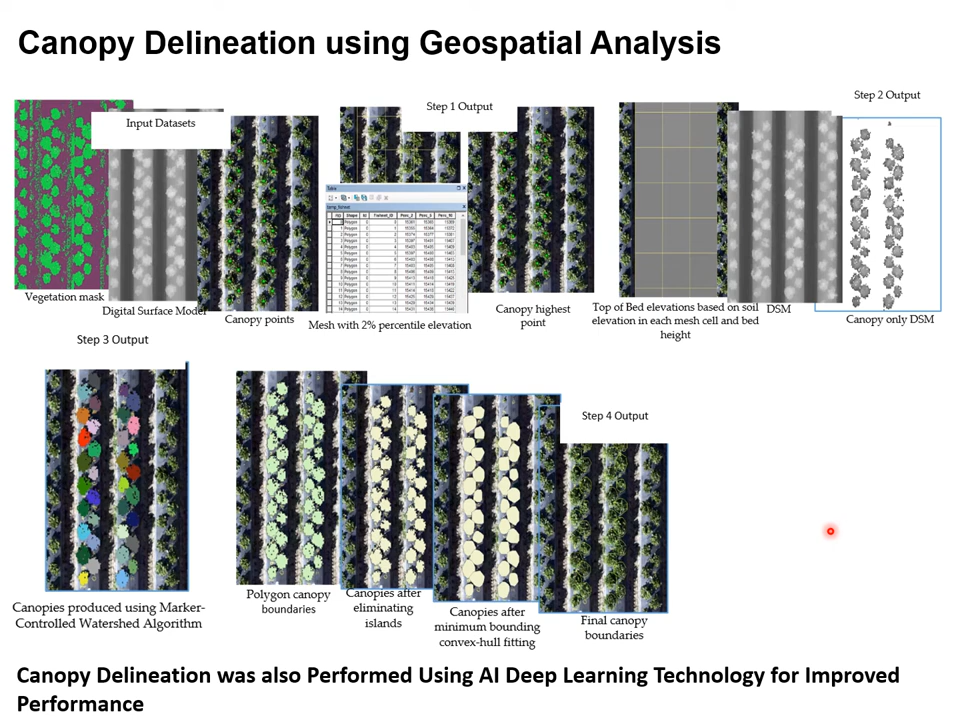 Canopy Delineation using Geospatial Analysis
Input Datasets
Vegetation mask
Digital Surface Model
Canopy points
Step 1 Output
Mesh with 2% percentile elevation
Canopy highest
point
Step 2 Output
Top of Bed elevations based on soil
elevation in each mesh cell and bed
height
DSM
Canopy only DSM
Step 3 Output
Canopies produced using Marker-
Controlled Watershed Algorithm
Step 4 Output
Polygon canopy
boundaries
Canopies after
eliminating
islands
Canopies after
minimum bounding
convex-hull fitting
Final canopy
boundaries
Canopy Delineation was also Performed Using AI Deep Learning Technology for Improved
Performance